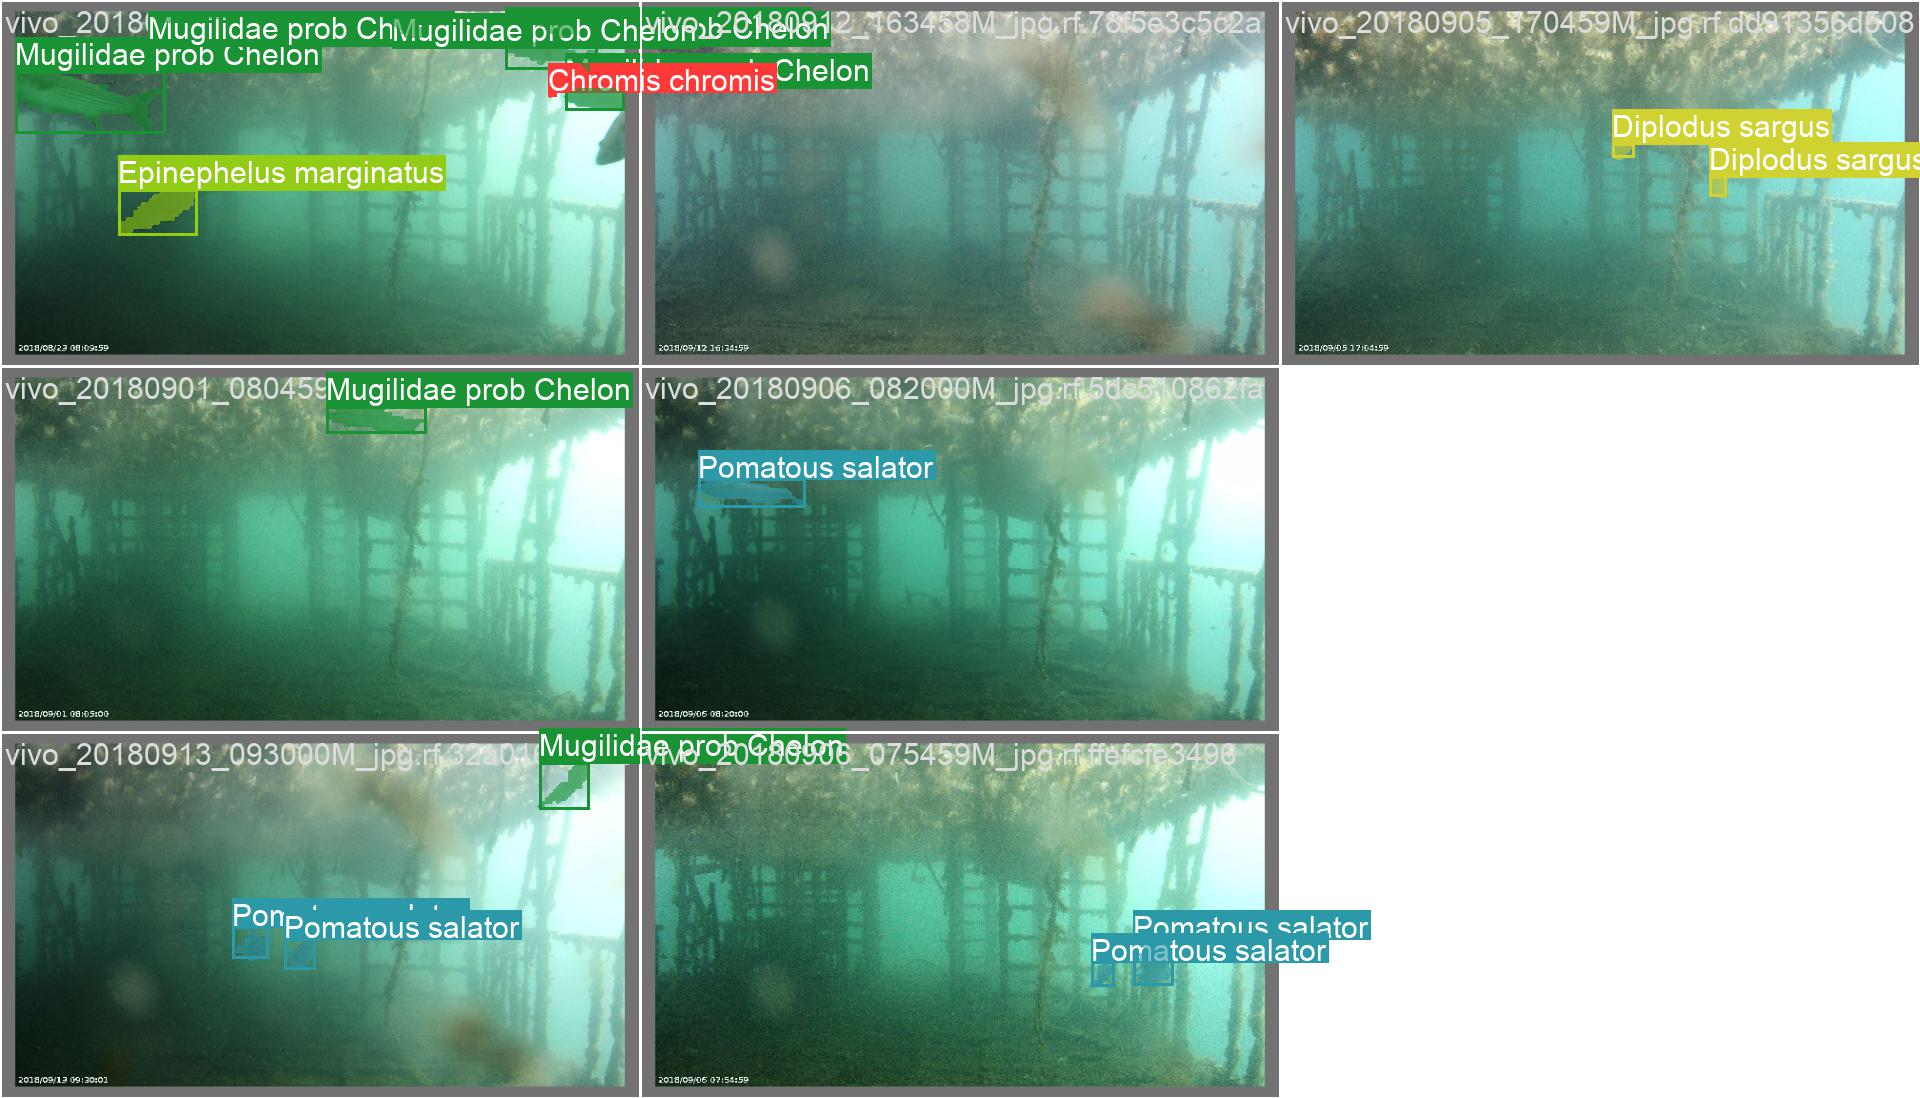 Mugilidae prob Chelon
vivo_20180912_163458M_jpg.rf.78f5e3c5c2a
vivo_20180905_170459M_jpg.rf.dd91356d508
Mugilidae prob Chelon
Chelon
Chromis chromis
Diplodus sargus
Diplodus sargus
Epinephelus marginatus
2018/08/23 08:09:59
2018/09/12 16:34:59
2018/09/05 17:04:59
vivo_20180901_080459
Mugilidae prob Chelon
vivo_20180906_082000M_jpg.rf.5dc510862fa
Pomatous salator
2018/09/01 08:05:00
2018/09/06 08:20:00
vivo_20180913_093000M_jpg.rf.32a0
Mugilidae prob Chelon
vivo_20180906_075459M_jpg.rf.ffefcfe3496
Pomatous salator
Pomatous salator
Pomatous salator
2018/09/13 09:30:01
2018/09/06 07:54:59